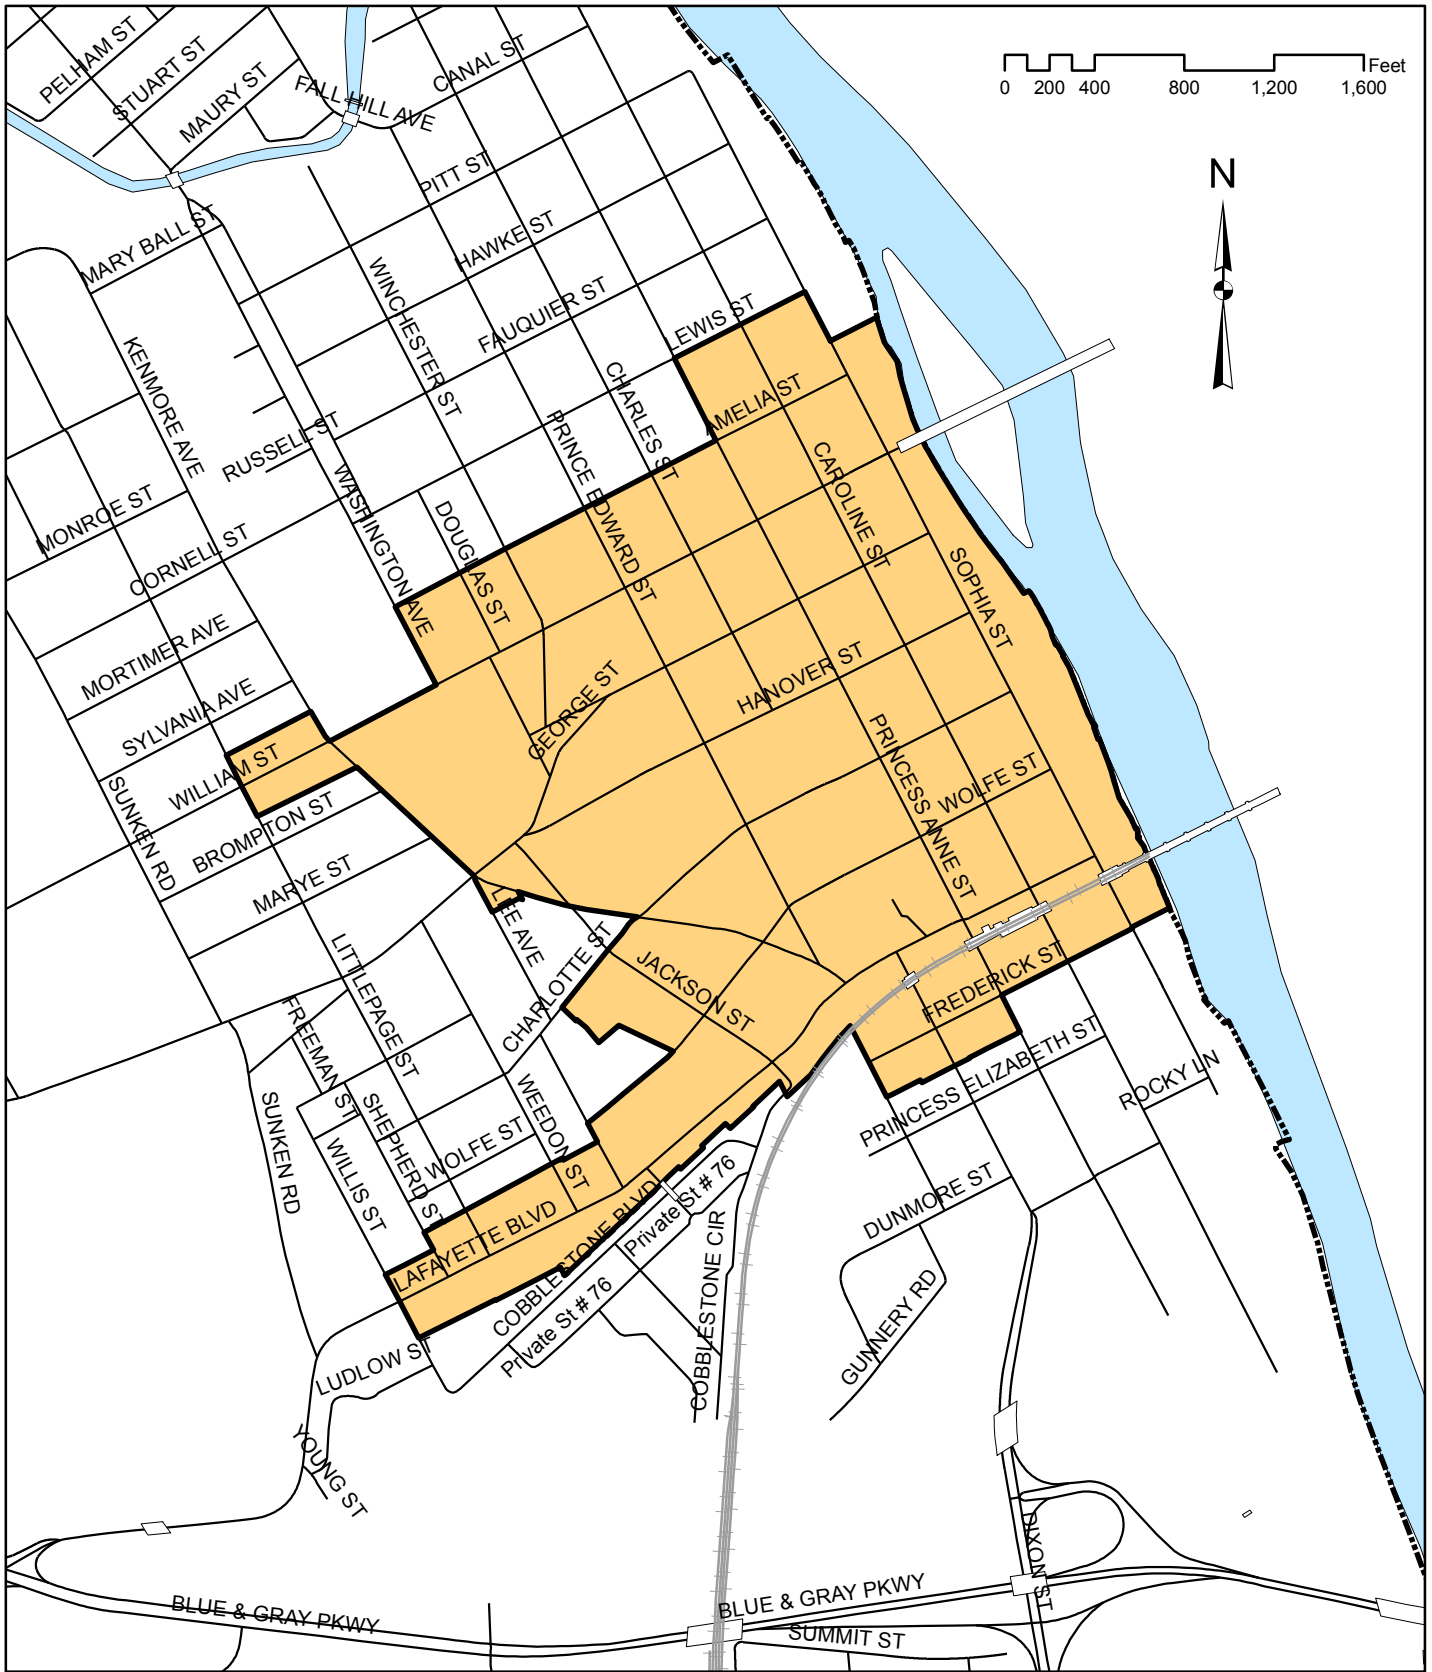 PELHAM ST
STUART ST
MAURY ST
FALL HILL AVE
CANAL ST
Feet
0 200 400 800 1,200 1,600
N
PITT ST
MARY BALL ST
HAWKE ST
WINCHESTER ST
FAUQUIER ST
LEWIS ST
KENMORE AVE
CHARLES ST
AMELIA ST
RUSSELL ST
PRINCE EDWARD ST
CAROLINE ST
WASHINGTON AVE
MONROE ST
DOUGLAS ST
CORNELL ST
SOPHIA ST
MORTIMER AVE
HANOVER ST
GEORGE ST
SYLVANIA AVE
PRINCESS ANNE ST
WILLIAM ST
WOLFE ST
SUNKEN RD
BROMPTON ST
MARYE ST
LEE AVE
CHARLOTTE ST
LITTLEPAGE ST
JACKSON ST
FREDERICK ST
FREEMAN ST
PRINCESS ELIZABETH ST
ROCKY LN
WEEDON ST
SUNKEN RD
SHEPHERD ST
WOLFE ST
WILLIS ST
Private St # 76
DUNMORE ST
LAFAYETTE BLVD
COBBLESTONE BLVD
COBBLESTONE CIR
Private St # 76
GUNNERY RD
LUDLOW ST
YOUNG ST
DIXON ST
BLUE & GRAY PKWY
BLUE & GRAY PKWY
SUMMIT ST